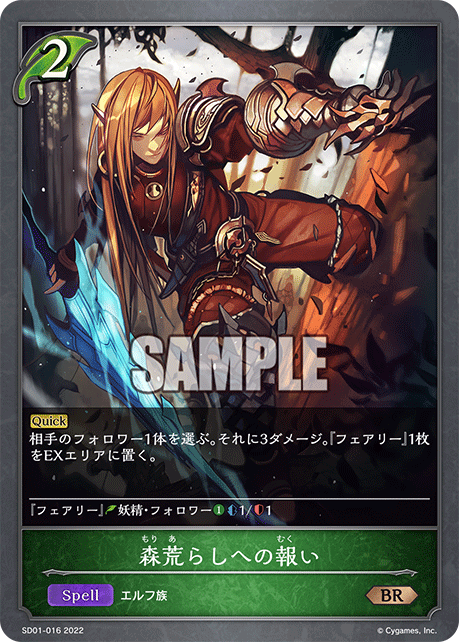 2
SAMPLE
Quick
相手のフォロワー1体を選ぶ。それに3ダメージ。『フェアリー』1枚
をEXエリアに置く。
『フェアリー』妖精・フォロワー 1 1/1
もり あ むく
森荒らしへの報い
Spell エルフ族 BR
SD01-016 2022 © Cygames, Inc.